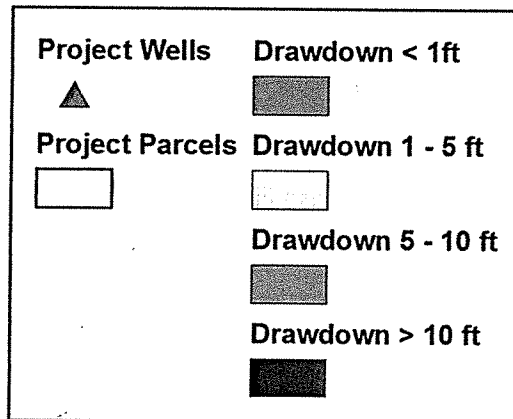 Project Wells Drawdown < 1ft
Project Parcels Drawdown 1 - 5 ft
Drawdown 5 - 10 ft
Drawdown > 10 ft